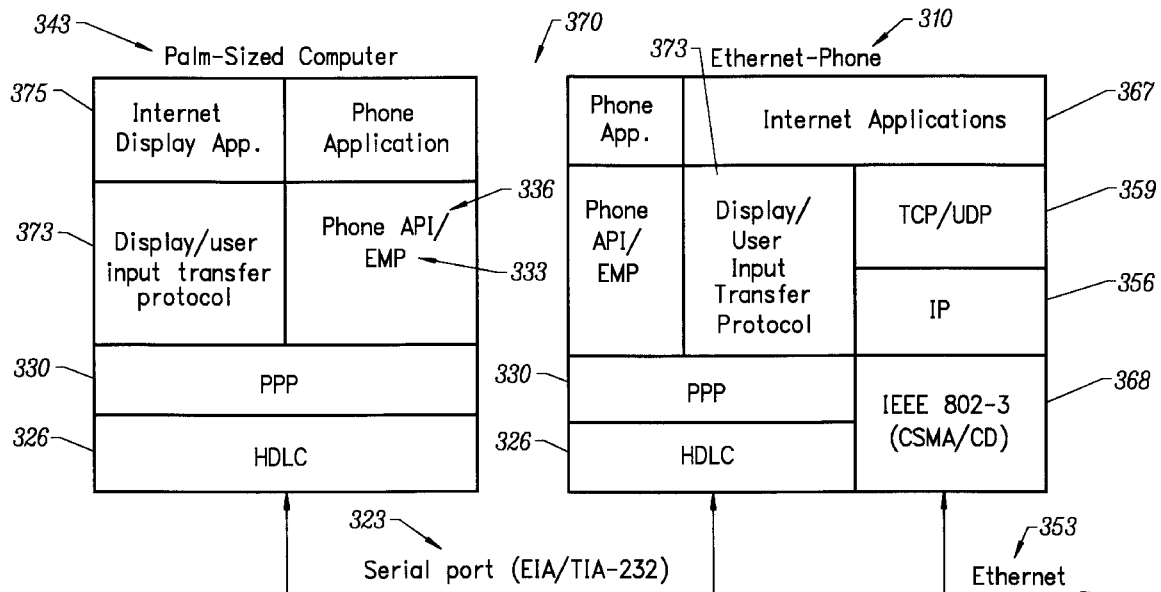 343
370
310
Palm-Sized Computer
373
Ethernet-Phone
375
Internet
Display App.
Phone
Application
Phone
App.
Internet Applications
367
373
Display/user
input transfer
protocol
336
Phone API/
EMP
333
Phone
API/
EMP
Display/
User
Input
Transfer
Protocol
TCP/UDP
359
IP
356
330
PPP
330
PPP
IEEE 802-3
(CSMA/CD)
368
326
HDLC
326
HDLC
323
Serial port (EIA/TIA-232)
353
Ethernet